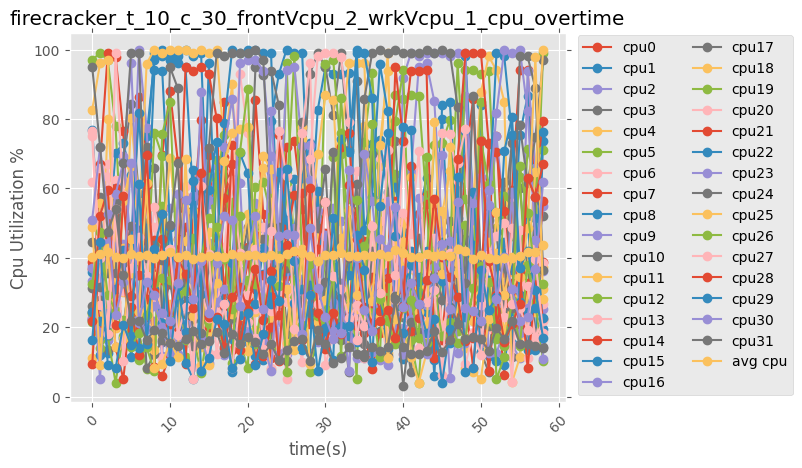 firecracker_t_10_c_30_frontVcpu_2_wrkVcpu_1_cpu_overtime
Cpu Utilization %
100
80
60
40
20
0
0
10
20
30
40
50
60
time(s)
cpu0
cpu1
cpu2
cpu3
cpu4
cpu5
cpu6
cpu7
cpu8
cpu9
cpu10
cpu11
cpu12
cpu13
cpu14
cpu15
cpu16
cpu17
cpu18
cpu19
cpu20
cpu21
cpu22
cpu23
cpu24
cpu25
cpu26
cpu27
cpu28
cpu29
cpu30
cpu31
avg cpu